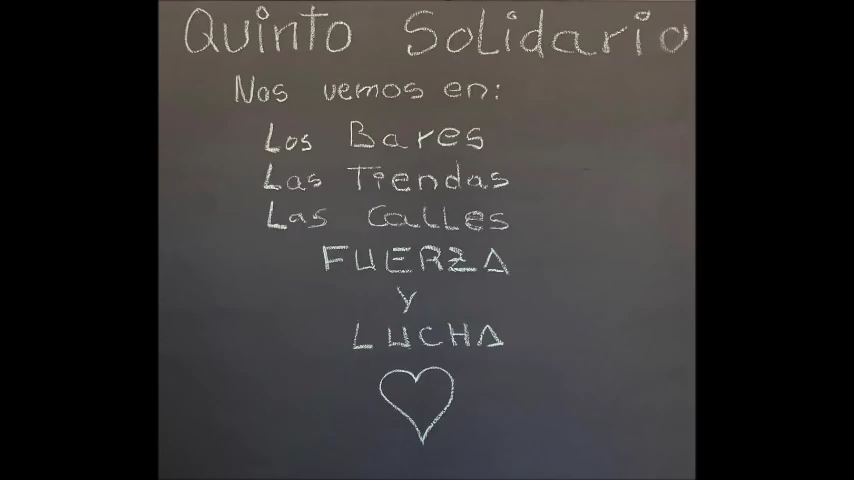 Quinto Solidario
Nos vemos en:
Los Bares
Las Tiendas
Las Calles
FUERZA
y
LUCHA